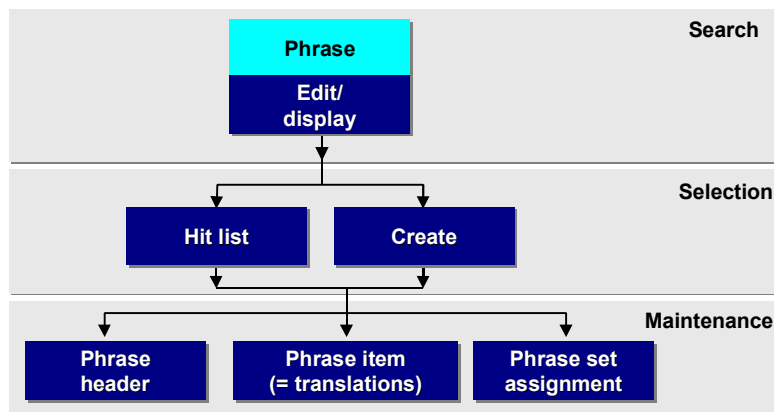 Search
Phrase
Edit/
display
Selection
Hit list
Create
Maintenance
Phrase
header
Phrase item
(= translations)
Phrase set
assignment